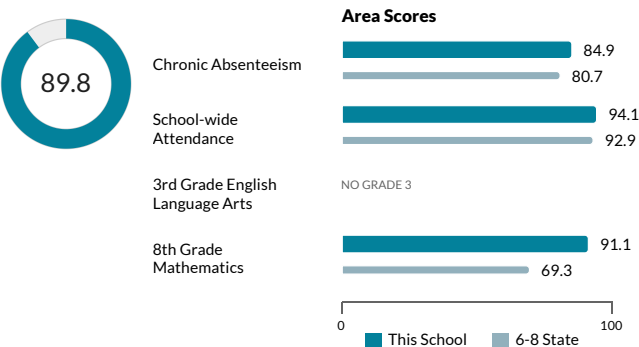 89.8
Area Scores
Chronic Absenteeism
84.9
80.7
School-wide
Attendance
94.1
92.9
3rd Grade English
Language Arts
NO GRADE 3
8th Grade
Mathematics
91.1
69.3
0
100
This School
6-8 State